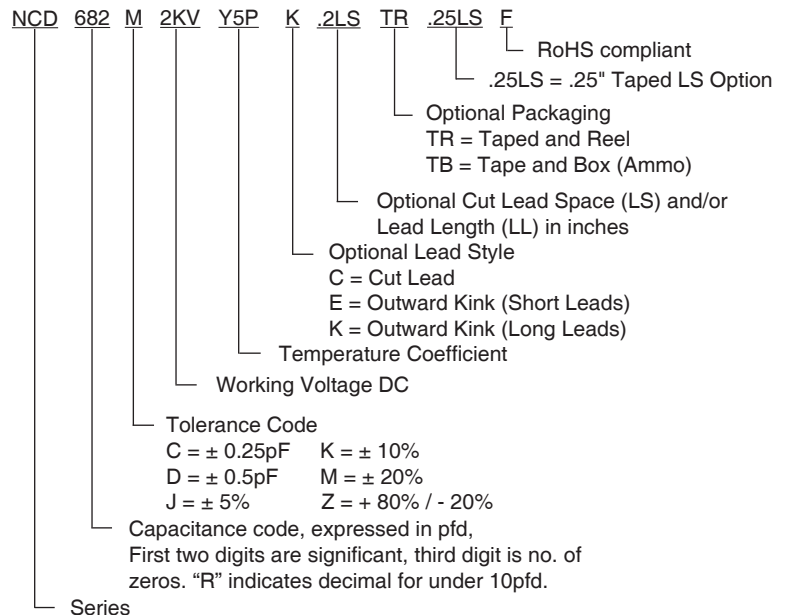 NCD 682 M 2KV Y5P K .2LS TR .25LS F
RoHS compliant
.25LS = .25" Taped LS Option
Optional Packaging
TR = Taped and Reel
TB = Tape and Box (Ammo)
Optional Cut Lead Space (LS) and/or
Lead Length (LL) in inches
Optional Lead Style
C = Cut Lead
E = Outward Kink (Short Leads)
K = Outward Kink (Long Leads)
Temperature Coefficient
Working Voltage DC
Tolerance Code
C = ± 0.25pF K = ± 10%
D = ± 0.5pF M = ± 20%
J = ± 5% Z = + 80% / - 20%
Capacitance code, expressed in pfd,
First two digits are significant, third digit is no. of
zeros. “R” indicates decimal for under 10pfd.
Series